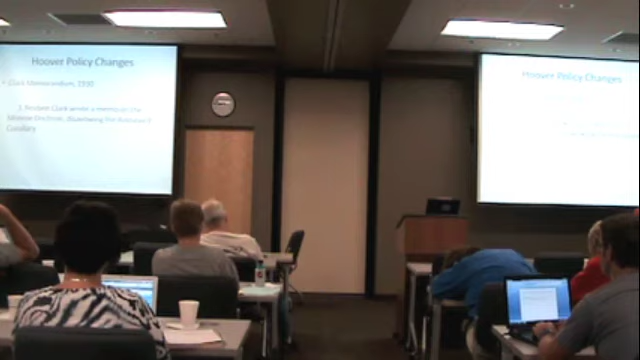 Hoover Policy Changes
• Clark Memorandum, 1930
J. Reuben Clark wrote a memo on the
Monroe Doctrine, disavowing the Roosevelt
Corollary
Hoover Policy Changes